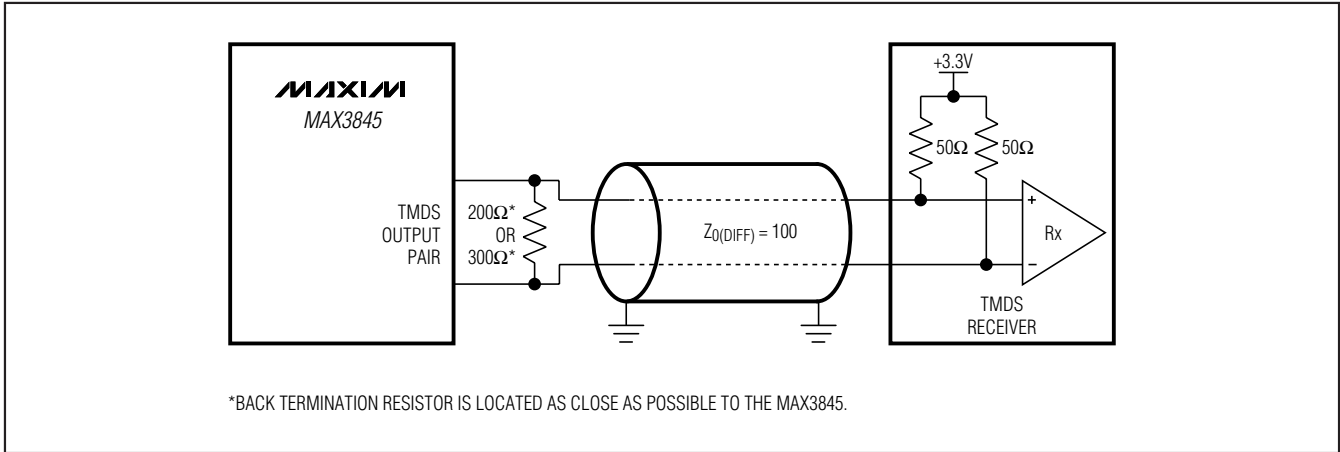 MAXIM
MAX3845
TMDS
OUTPUT
PAIR
200Ω*
OR
300Ω*
Z0(DIFF) = 100
+3.3V
50Ω
50Ω
+
Rx
−
TMDS
RECEIVER
*BACK TERMINATION RESISTOR IS LOCATED AS CLOSE AS POSSIBLE TO THE MAX3845.